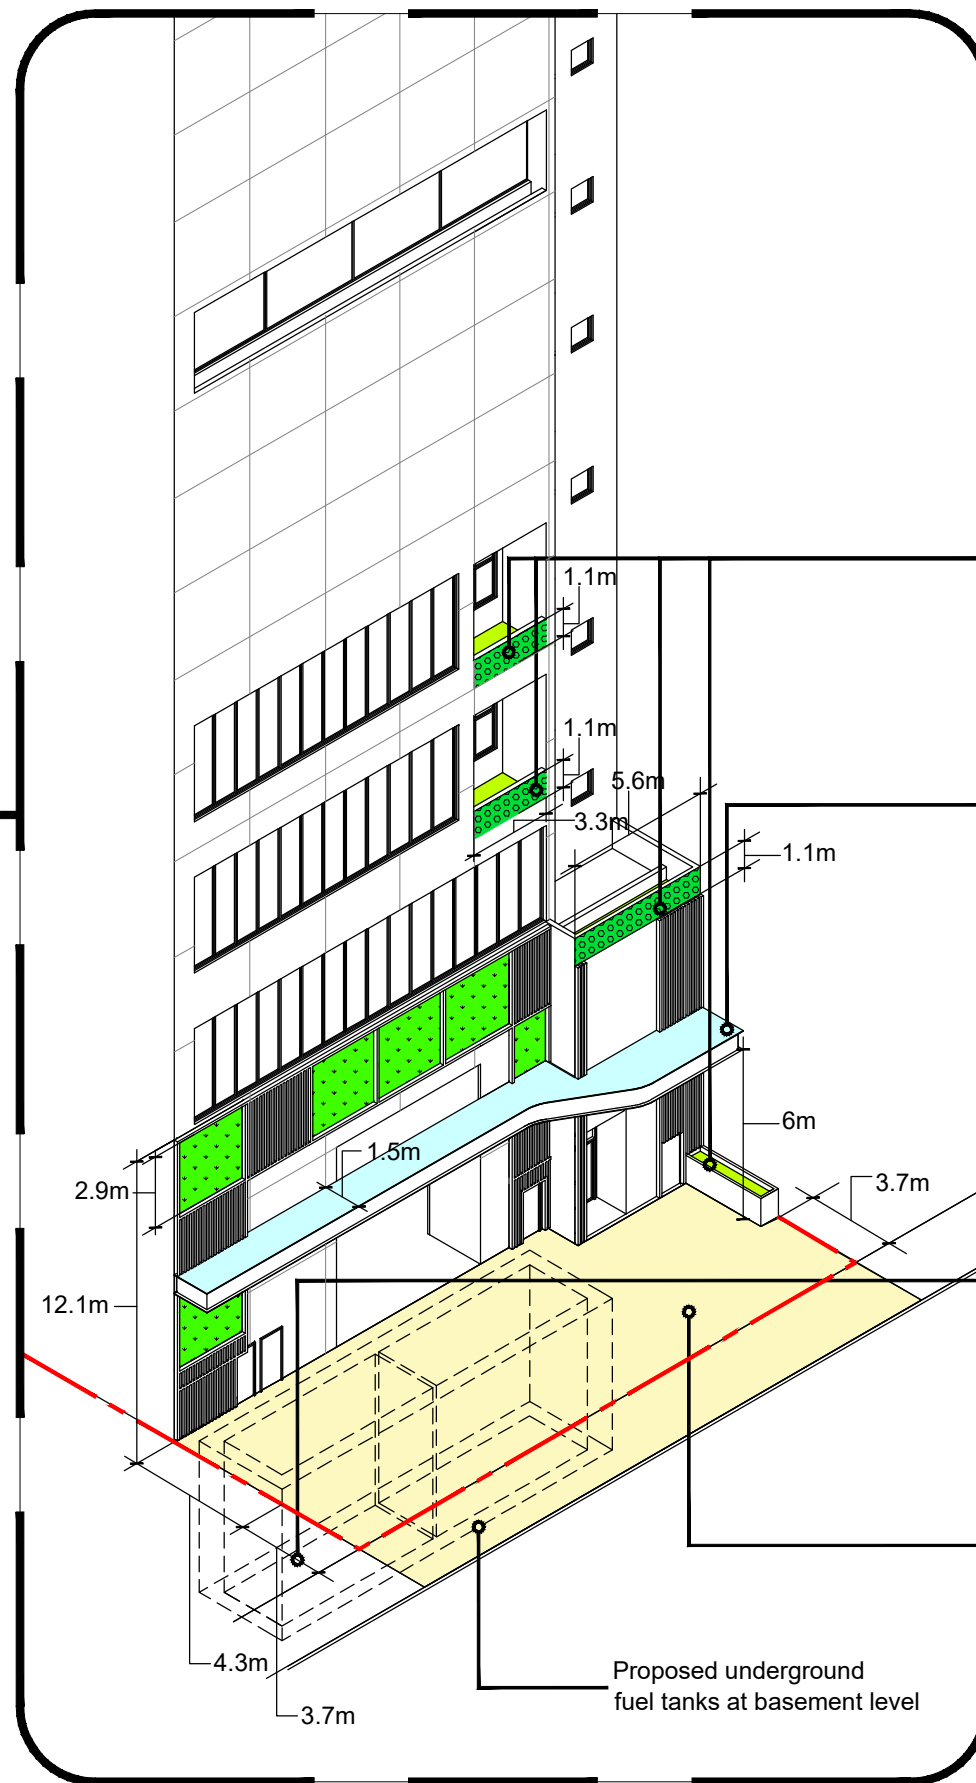 1.1m
1.1m
5.6m
3.3m
1.1m
6m
1.5m
2.9m
3.7m
12.1m
4.3m
3.7m
Proposed underground
fuel tanks at basement level